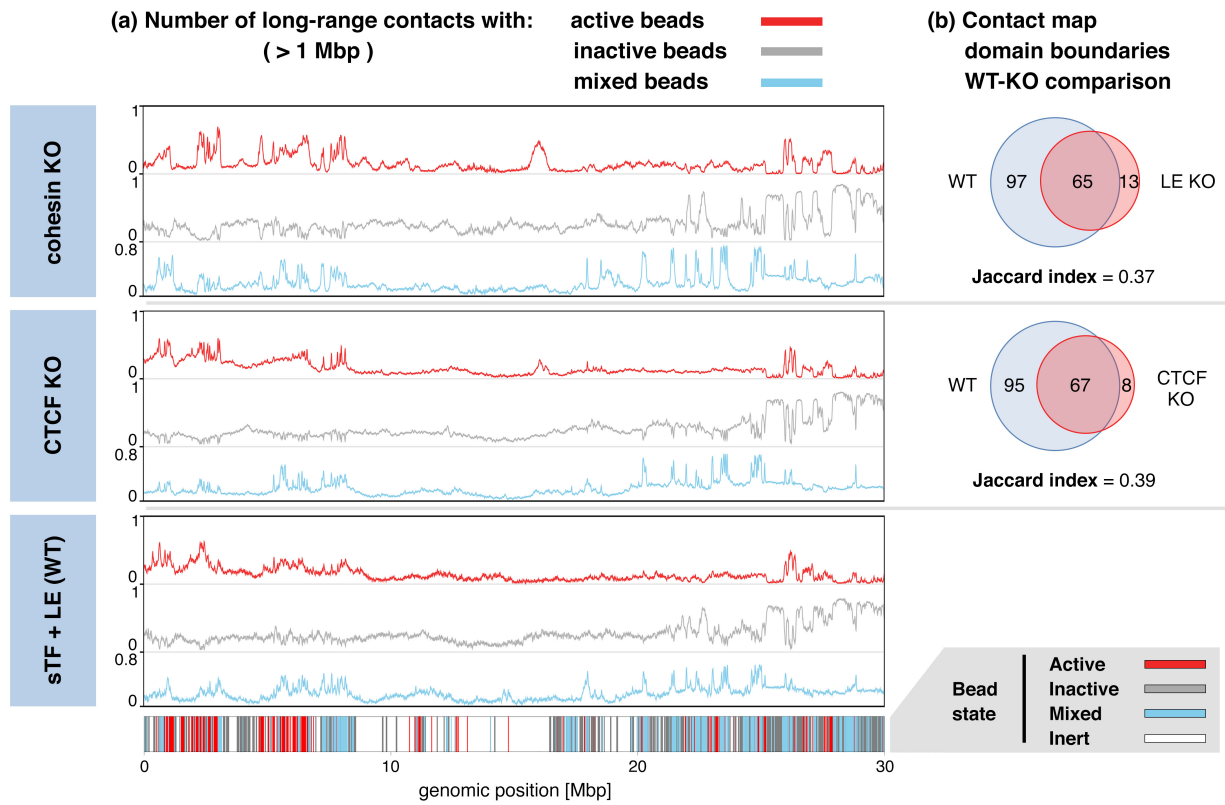 (a) Number of long-range contacts with:
( > 1 Mbp )
active beads
inactive beads
mixed beads
(b) Contact map
domain boundaries
WT-KO comparison
cohesin KO
1
0
1
0
0.8
0
WT
97
65
13
LE KO
Jaccard index = 0.37
CTCF KO
1
0
1
0
0.8
0
WT
95
67
8
CTCF
KO
Jaccard index = 0.39
sTF + LE (WT)
1
0
1
0
0.8
0
0
10
20
30
genomic position [Mbp]
Bead
state
Active
Inactive
Mixed
Inert